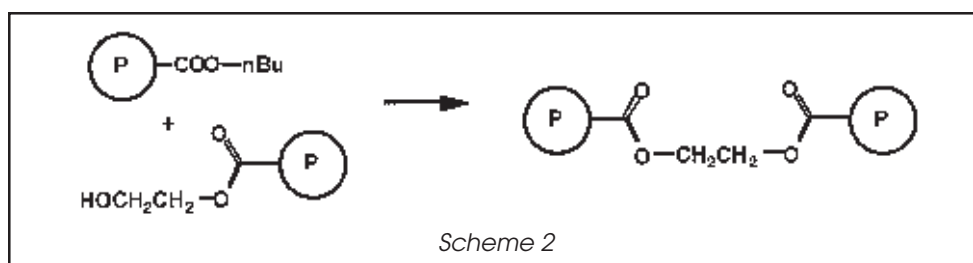 P COO—nBu
+
O P
HOCH₂CH₂—O
P O O P
O—CH₂CH₂—O
Scheme 2